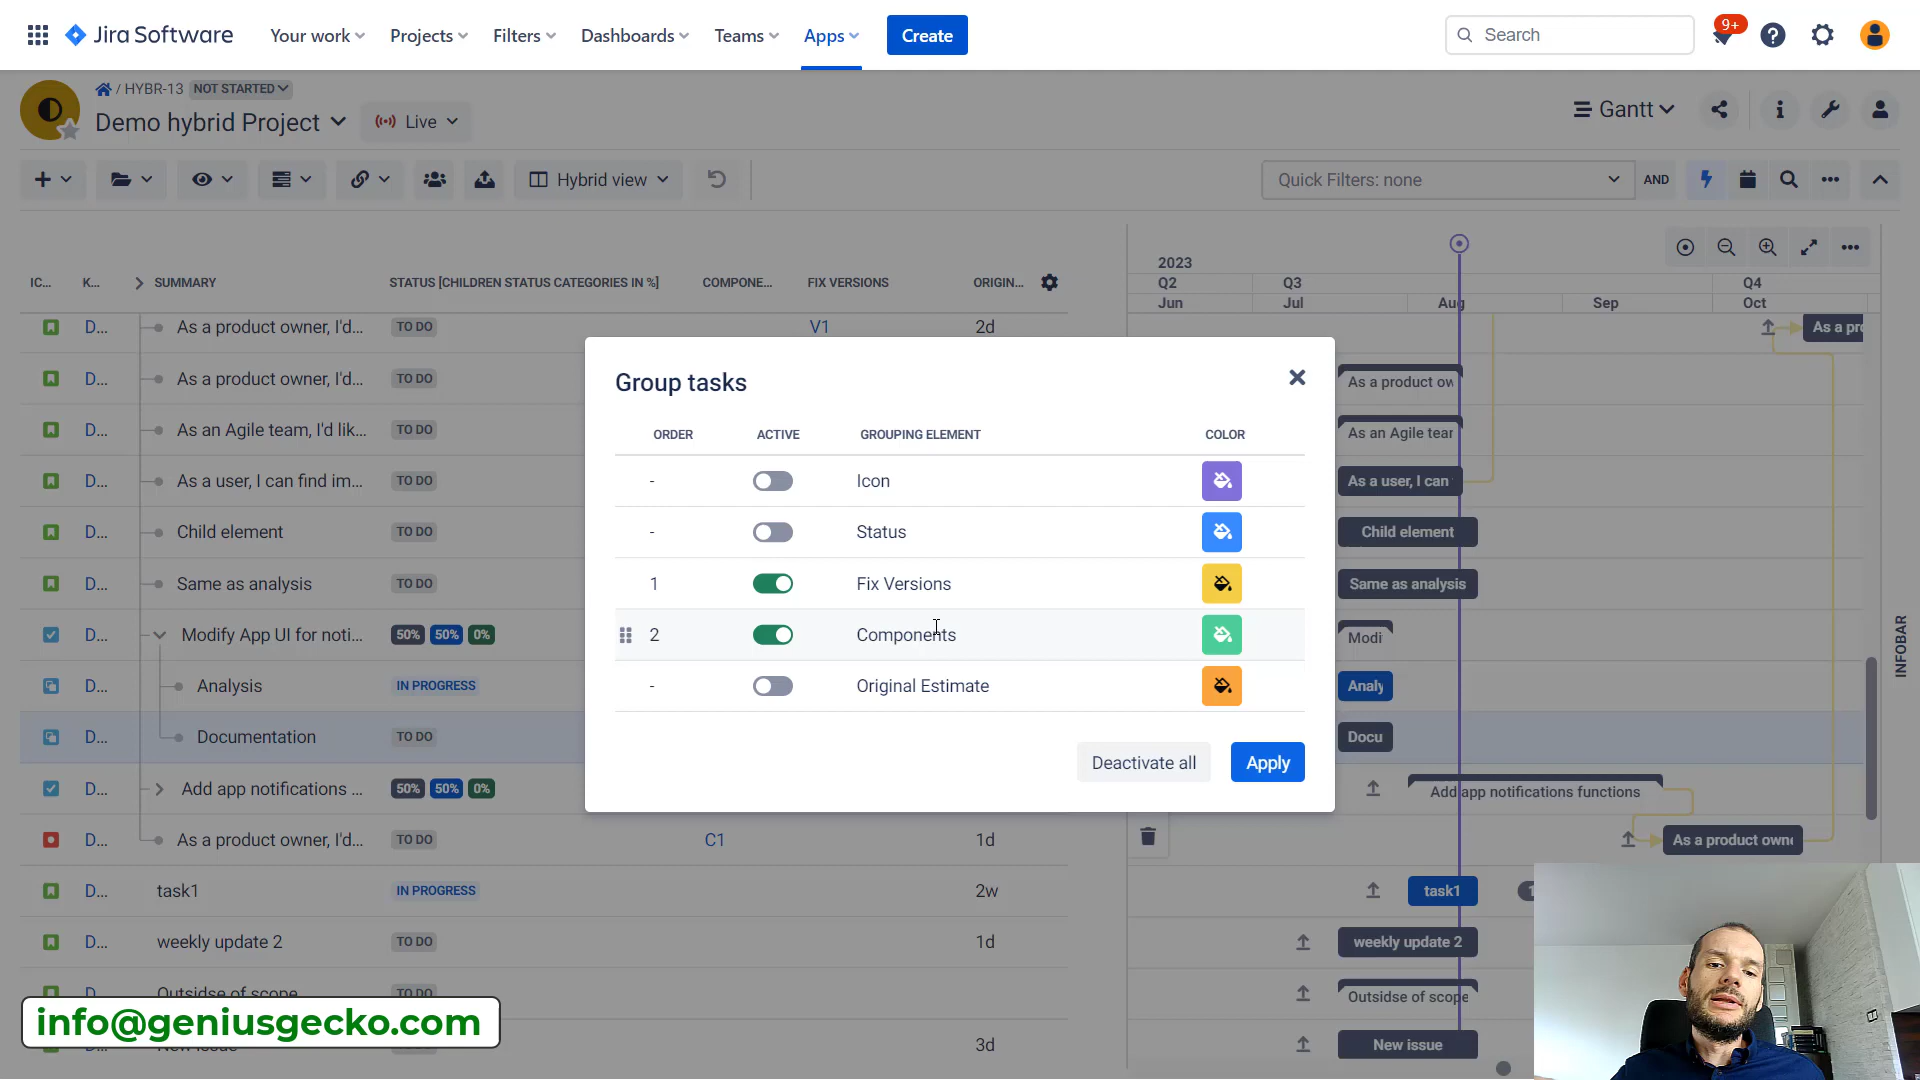 Jira Software Your work Projects Filters Dashboards Teams Apps Create Search 9+
/ HYBR-13 NOT STARTED
Demo hybrid Project Live Gantt
Hybrid view Quick Filters: none AND
2023
IC... K... SUMMARY STATUS [CHILDREN STATUS CATEGORIES IN %] COMPONE... FIX VERSIONS ORIGIN... Q2 Q3 Q4
Jun Jul Aug Sep Oct
D... As a product owner, I'd... TO DO V1 2d As a pro
D... As a product owner, I'd... TO DO As a product ow
D... As an Agile team, I'd lik... TO DO As an Agile tear
D... As a user, I can find im... TO DO As a user, I can
D... Child element TO DO Child element
D... Same as analysis TO DO Same as analysis
D... Modify App UI for noti... 50% 50% 0% Modi
D... Analysis IN PROGRESS Analy
D... Documentation TO DO Docu
D... Add app notifications ... 50% 50% 0% Add app notifications functions
D... As a product owner, I'd... TO DO C1 1d As a product owne
D... task1 IN PROGRESS 2w task1
D... weekly update 2 TO DO 1d weekly update 2
D... Outsidse of scope TO DO Outsidse of scope
New issue 3d New issue
Group tasks
ORDER ACTIVE GROUPING ELEMENT COLOR
- Icon
- Status
1 Fix Versions
2 Components
- Original Estimate
Deactivate all Apply
INFOBAR
info@geniusgecko.com